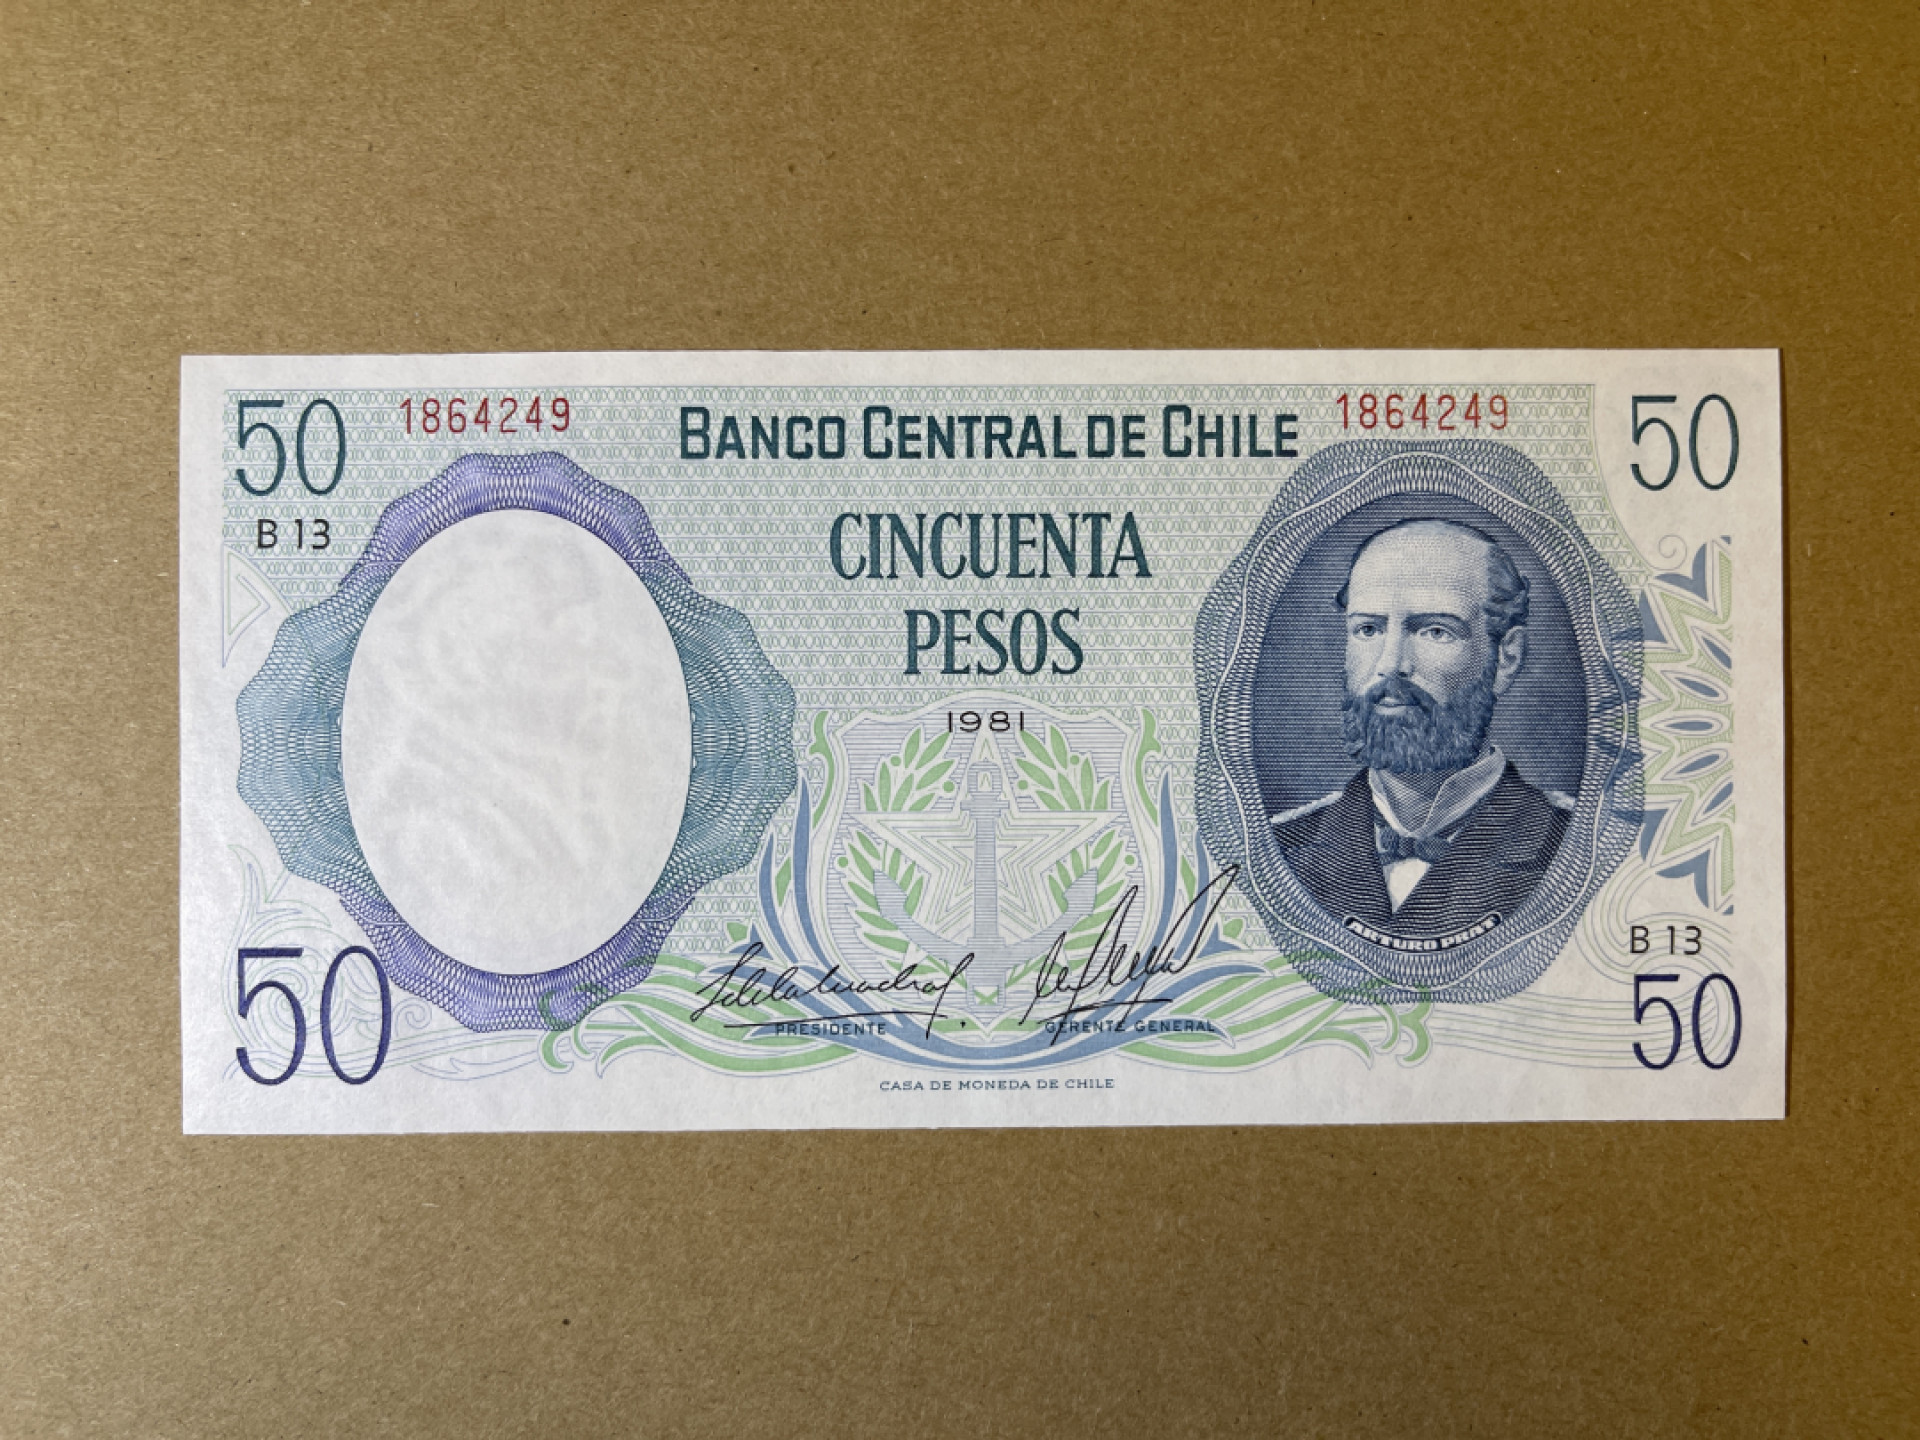 50 1864249 BANCO CENTRAL DE CHILE 1864249 50
B 13
CINCUENTA
PESOS
1981
ARTURO PRAT
B 13
50 50
PRESIDENTE GERENTE GENERAL
CASA DE MONEDA DE CHILE